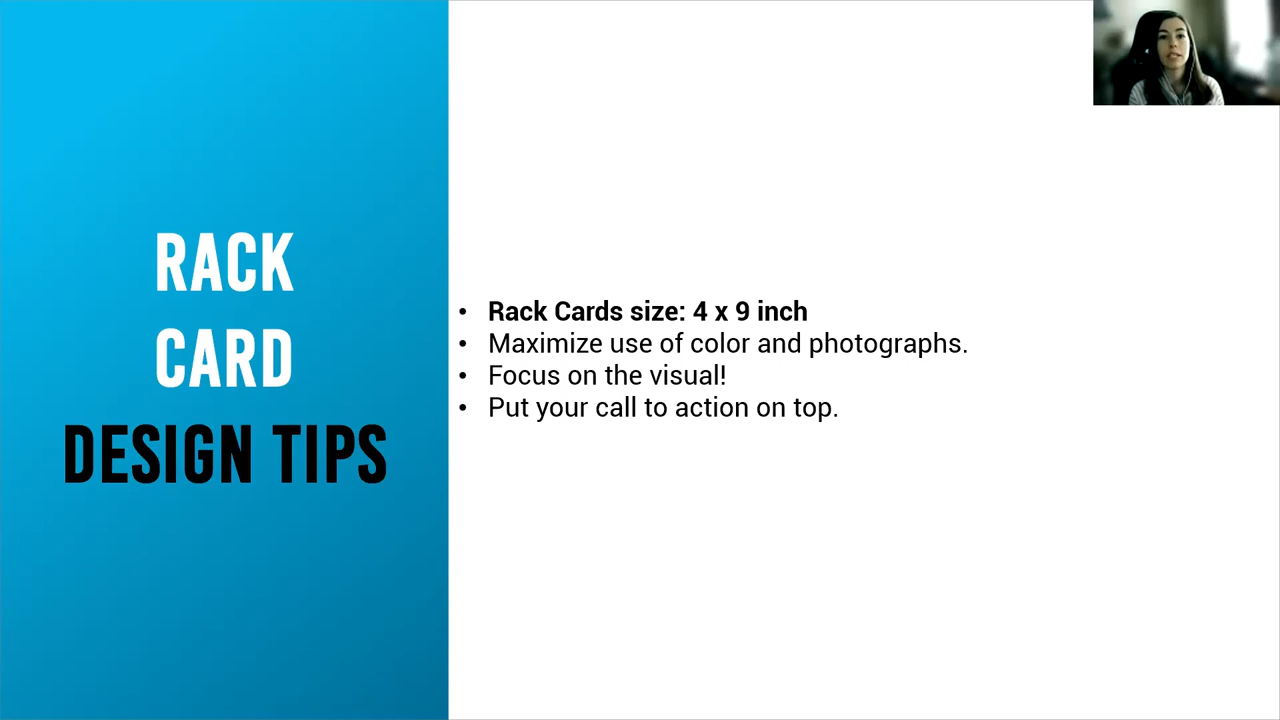 RACK
CARD
DESIGN TIPS
• Rack Cards size: 4 x 9 inch
• Maximize use of color and photographs.
• Focus on the visual!
• Put your call to action on top.